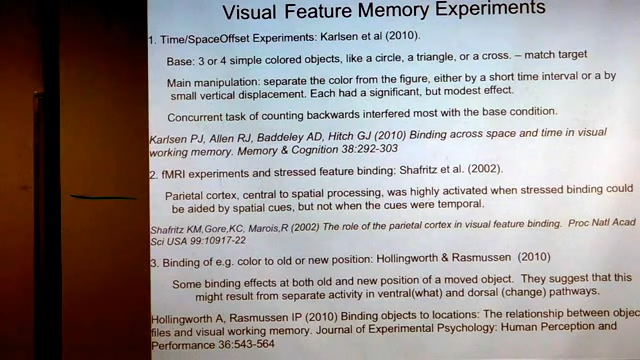 Visual Feature Memory Experiments
1. Time/SpaceOffset Experiments: Karlsen et al (2010).
Base: 3 or 4 simple colored objects, like a circle, a triangle, or a cross. – match target
Main manipulation: separate the color from the figure, either by a short time interval or a by
small vertical displacement. Each had a significant, but modest effect.
Concurrent task of counting backwards interfered most with the base condition.
Karlsen PJ, Allen RJ, Baddeley AD, Hitch GJ (2010) Binding across space and time in visual
working memory. Memory & Cognition 38:292-303
2. fMRI experiments and stressed feature binding: Shafritz et al. (2002).
Parietal cortex, central to spatial processing, was highly activated when stressed binding could
be aided by spatial cues, but not when the cues were temporal.
Shafritz KM,Gore,KC, Marois,R (2002) The role of the parietal cortex in visual feature binding. Proc Natl Acad
Sci USA 99:10917-22
3. Binding of e.g. color to old or new position: Hollingworth & Rasmussen (2010)
Some binding effects at both old and new position of a moved object. They suggest that this
might result from separate activity in ventral(what) and dorsal (change) pathways.
Hollingworth A, Rasmussen IP (2010) Binding objects to locations: The relationship between objec
files and visual working memory. Journal of Experimental Psychology: Human Perception and
Performance 36:543-564